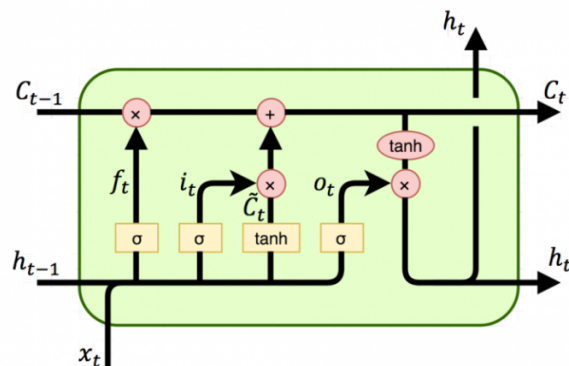 h_t
C_{t-1} × + C_t
tanh
f_t i_t × o_t ×
C̃_t
σ σ tanh σ
h_{t-1} h_t
x_t